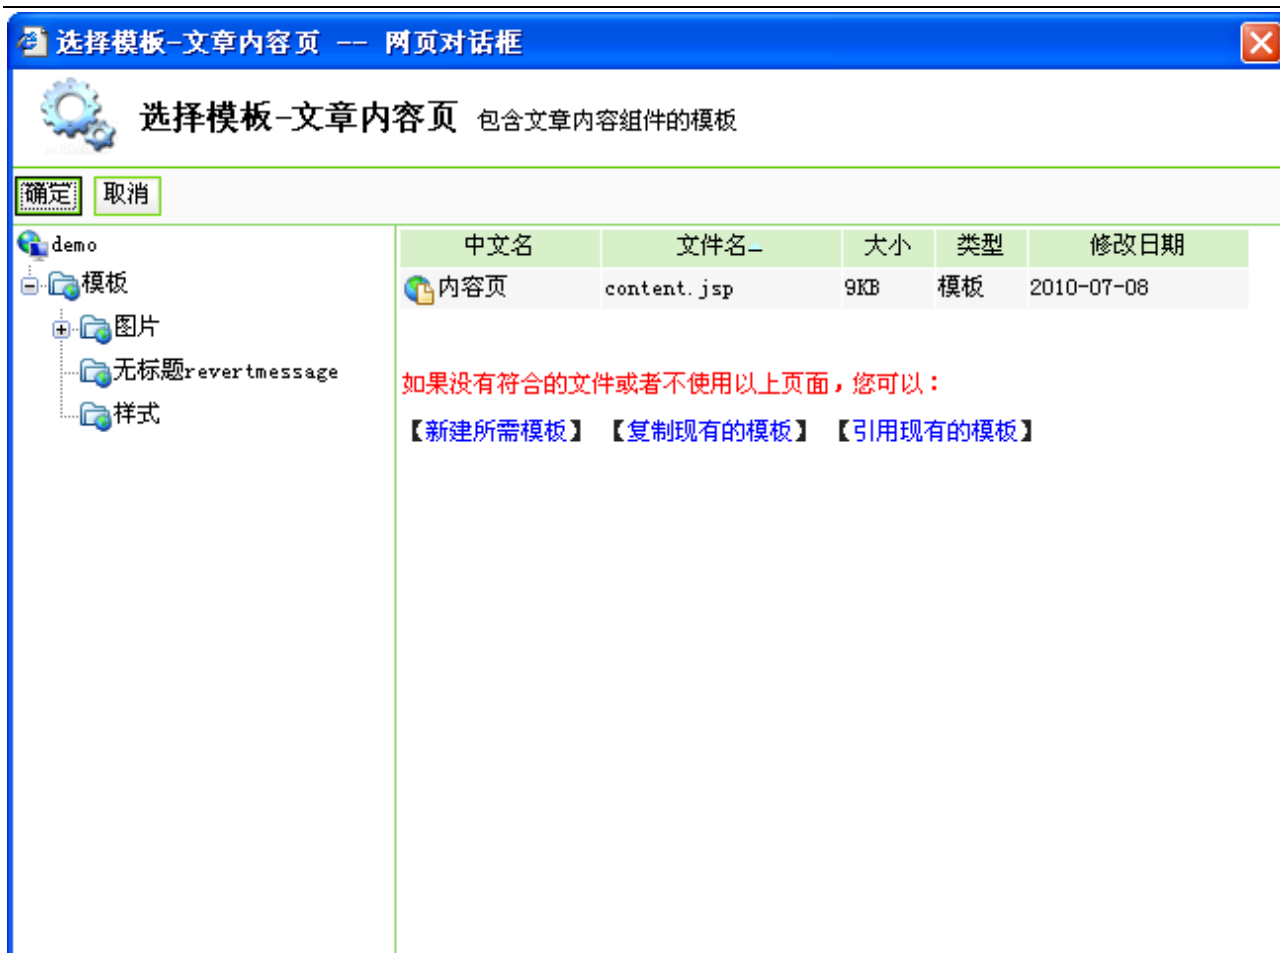 选择模板-文章内容页 -- 网页对话框
选择模板-文章内容页 包含文章内容组件的模板
确定 取消
demo
模板
图片
无标题revertmessage
样式
中文名 文件名 大小 类型 修改日期
内容页 content.jsp 9KB 模板 2010-07-08
如果没有符合的文件或者不使用以上页面，您可以：
【新建所需模板】 【复制现有的模板】 【引用现有的模板】